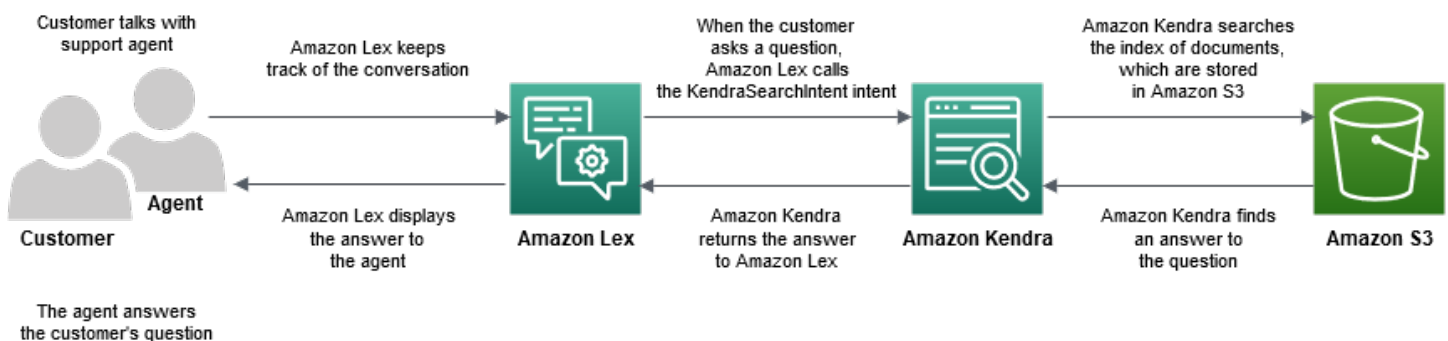 Customer talks with
support agent
Amazon Lex keeps
track of the conversation
When the customer
asks a question,
Amazon Lex calls
the KendraSearchIntent intent
Amazon Kendra searches
the index of documents,
which are stored
in Amazon S3
Agent
Customer
Amazon Lex displays
the answer to
the agent
Amazon Lex
Amazon Kendra
returns the answer
to Amazon Lex
Amazon Kendra
Amazon Kendra finds
an answer to
the question
Amazon S3
The agent answers
the customer's question